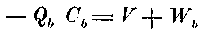 — Q_b C_b = V + W_b